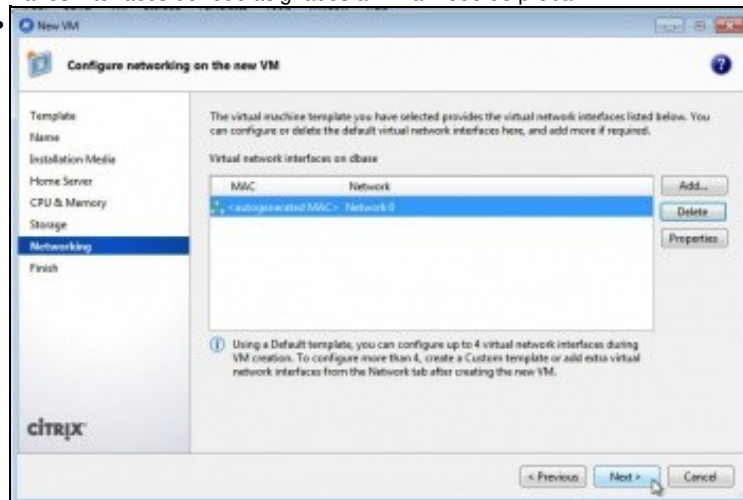 New VM
Configure networking on the new VM
Template
Name
Installation Media
Home Server
CPU & Memory
Storage
Networking
Finish
CITRIX
The virtual machine template you have selected provides the virtual network interfaces listed below. You
can configure or delete the default virtual network interfaces here, and add more if required.
Virtual network interfaces on dbase
MAC Network
<autogenerated MAC> Network 0
Add...
Delete
Properties
Using a Default template, you can configure up to 4 virtual network interfaces during
VM creation. To configure more than 4, create a Custom template or add extra virtual
network interfaces from the Network tab after creating the new VM.
< Previous Next > Cancel